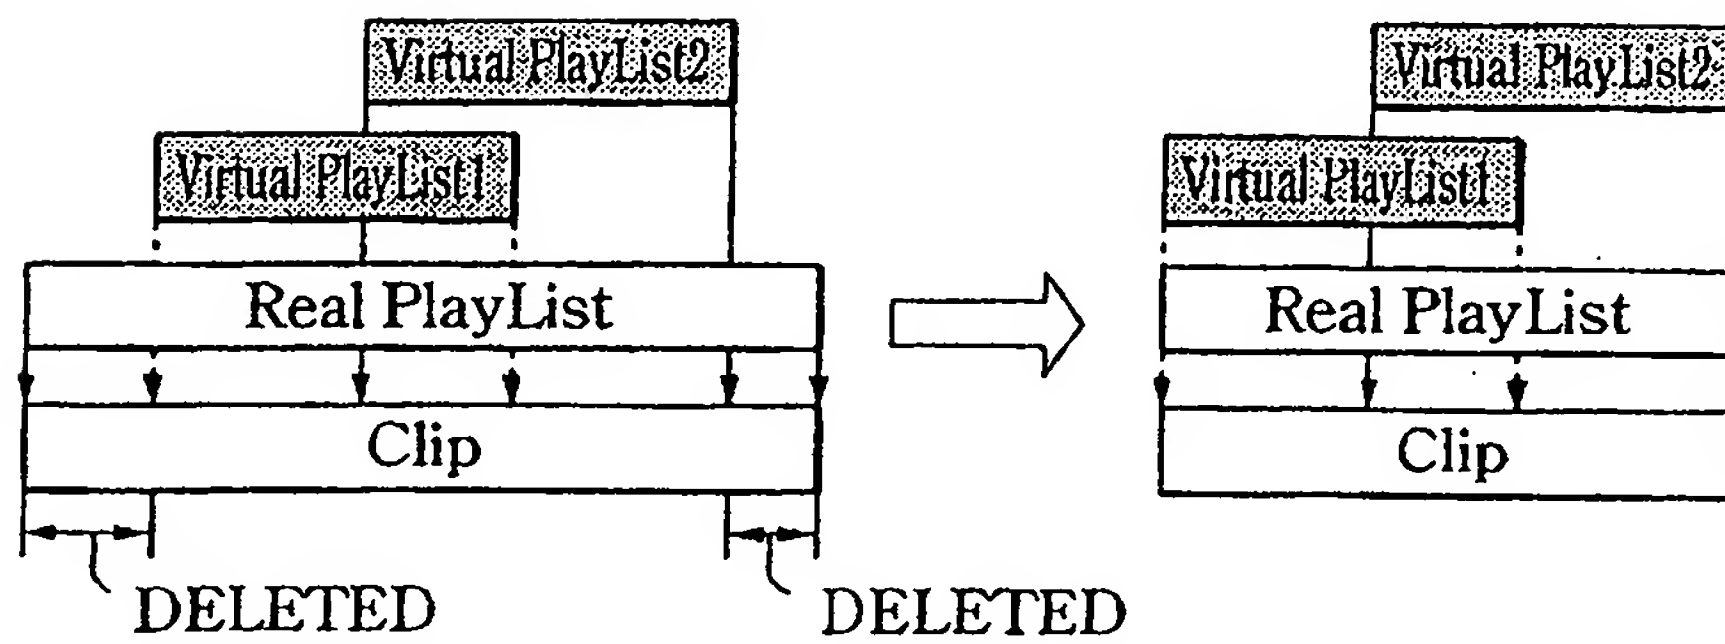 Virtual PlayList2
Virtual PlayList1
Real PlayList
Clip
DELETED
DELETED
Virtual PlayList2
Virtual PlayList1
Real PlayList
Clip